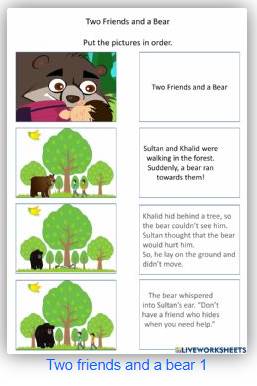 Two Friends and a Bear
Put the pictures in order.
Two Friends and a Bear
Sultan and Khalid were
walking in the forest.
Suddenly, a bear ran
towards them!
Khalid hid behind a tree, so
the bear couldn't see him.
Sultan thought that the bear
would hurt him.
So, he lay on the ground and
didn't move.
The bear whispered
into Sultan's ear. "Don't
have a friend who hides
when you need help."
LIVEWORKSHEETS
Two friends and a bear 1